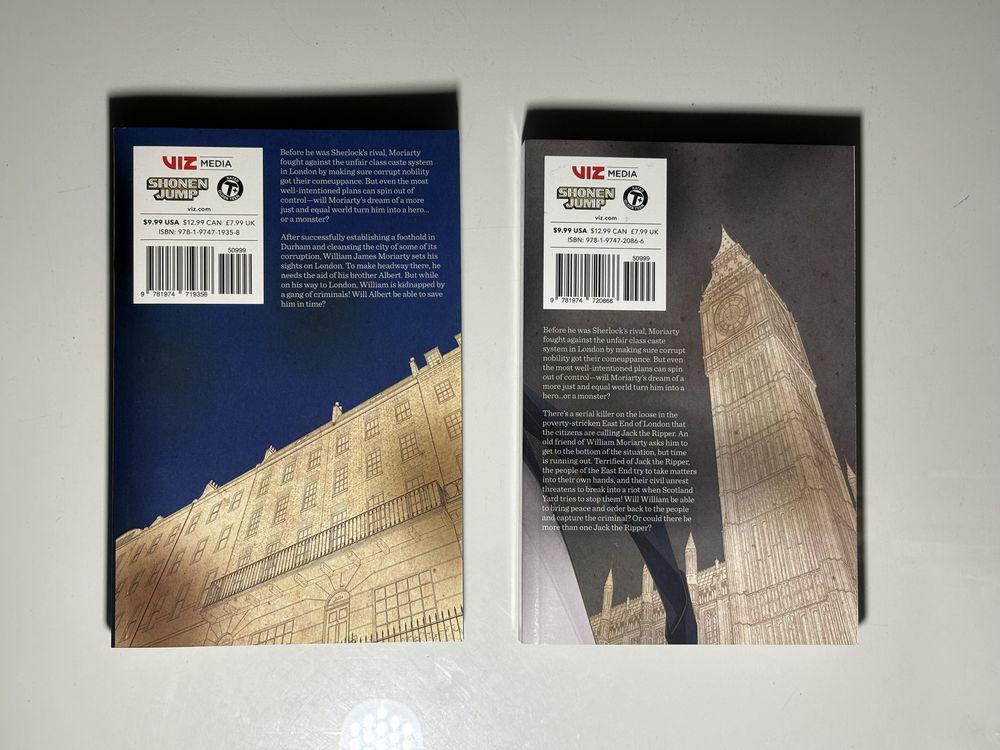 VIZ MEDIA
SHONEN
JUMP
RATED
T+
viz.com
$9.99 USA $12.99 CAN £7.99 UK
ISBN: 978-1-9747-1935-8
50999
9 781974 719358
Before he was Sherlock's rival, Moriarty
fought against the unfair class caste system
in London by making sure corrupt nobility
got their comeuppance. But even the most
well-intentioned plans can spin out of
control—will Moriarty's dream of a more
just and equal world turn him into a hero...
or a monster?
After successfully establishing a foothold in
Durham and cleansing the city of some of its
corruption, William James Moriarty sets his
sights on London. To make headway there, he
needs the aid of his brother Albert. But while
on his way to London, William is kidnapped by
a gang of criminals! Will Albert be able to save
him in time?
VIZ MEDIA
SHONEN
JUMP
RATED
T+
viz.com
$9.99 USA $12.99 CAN £7.99 UK
ISBN: 978-1-9747-2086-6
50999
9 781974 720866
Before he was Sherlock's rival, Moriarty
fought against the unfair class caste
system in London by making sure corrupt
nobility got their comeuppance. But even
the most well-intentioned plans can spin
out of control—will Moriarty's dream of a
more just and equal world turn him into a
hero...or a monster?
There's a serial killer on the loose in the
poverty-stricken East End of London that
the citizens are calling Jack the Ripper. An
old friend of William Moriarty asks him to
get to the bottom of the situation, but time
is running out. Terrified of Jack the Ripper,
the people of the East End try to take matters
into their own hands, and their civil unrest
threatens to break into a riot when Scotland
Yard tries to stop them! Will William be able
to bring peace and order back to the people
and capture the criminal? Or could there be
more than one Jack the Ripper?